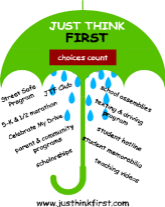 JUST THINK
FIRST
choices count
Street Safe
Program
JTF Club
5-K & 1/2 marathon
Celebrate My Drive
parent & community
programs
scholarships
school assemblies
texting & driving
program
student hotline
student memorabilia
teaching videos
www.justthinkfirst.com